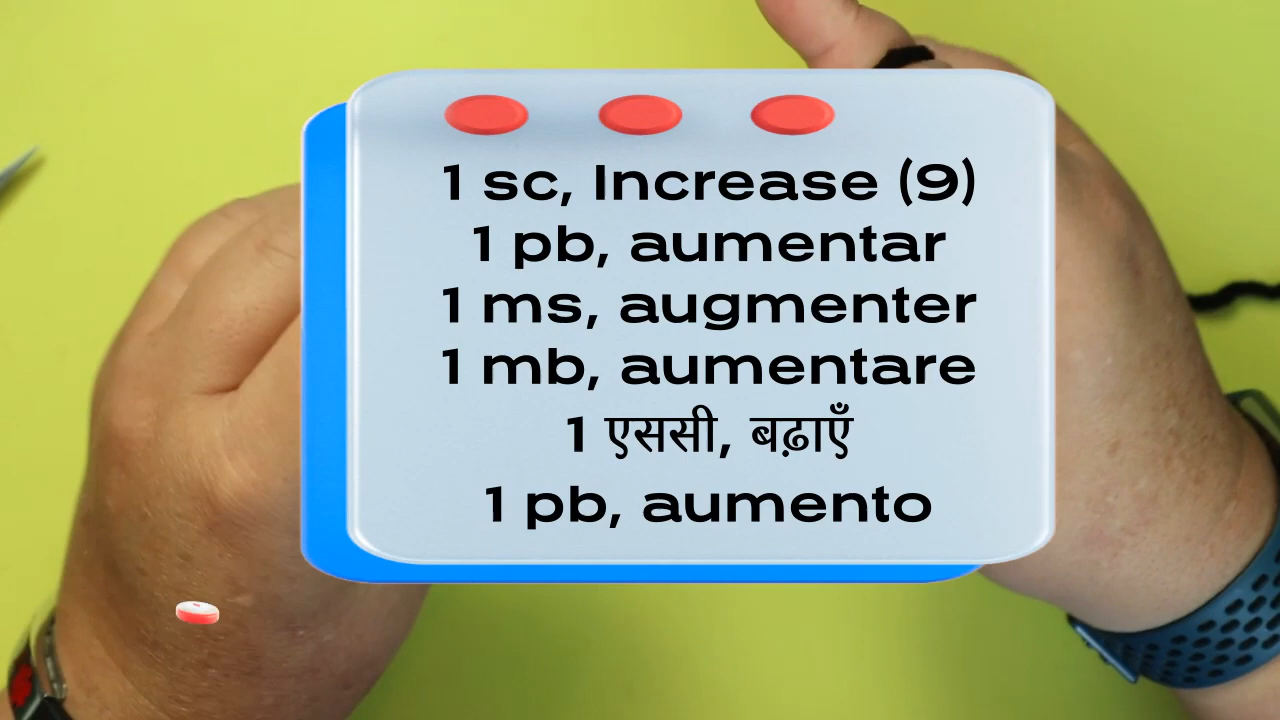 1 sc, Increase (9)
1 pb, aumentar
1 ms, augmenter
1 mb, aumentare
1 एससी, बढ़ाएँ
1 pb, aumento